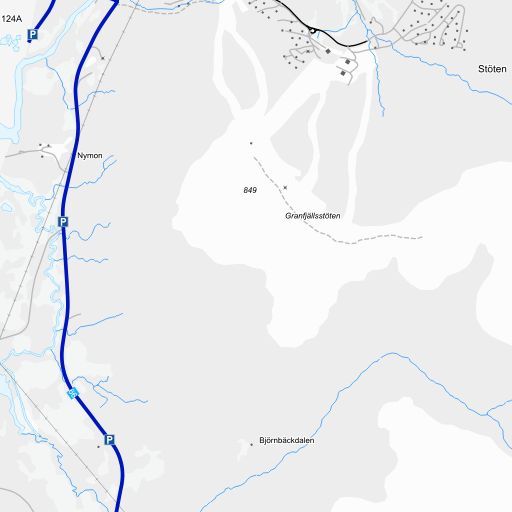 124A
P
Stöten
Nymon
849
Granfjällsstöten
P
P
Björnbäckdalen